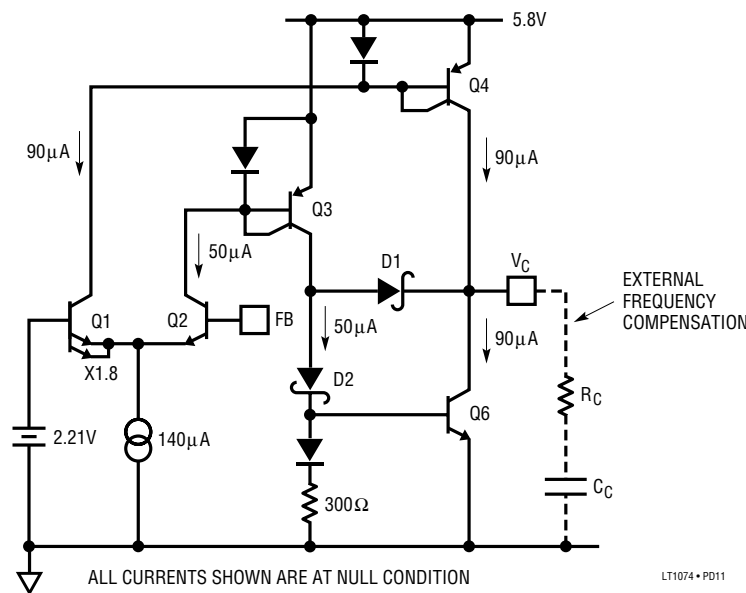 5.8V
Q4
90µA
90µA
Q3
50µA
D1
VC
EXTERNAL
FREQUENCY
COMPENSATION
Q1
Q2
FB
50µA
90µA
X1.8
D2
RC
Q6
2.21V
140µA
300Ω
CC
ALL CURRENTS SHOWN ARE AT NULL CONDITION
LT1074 • PD11